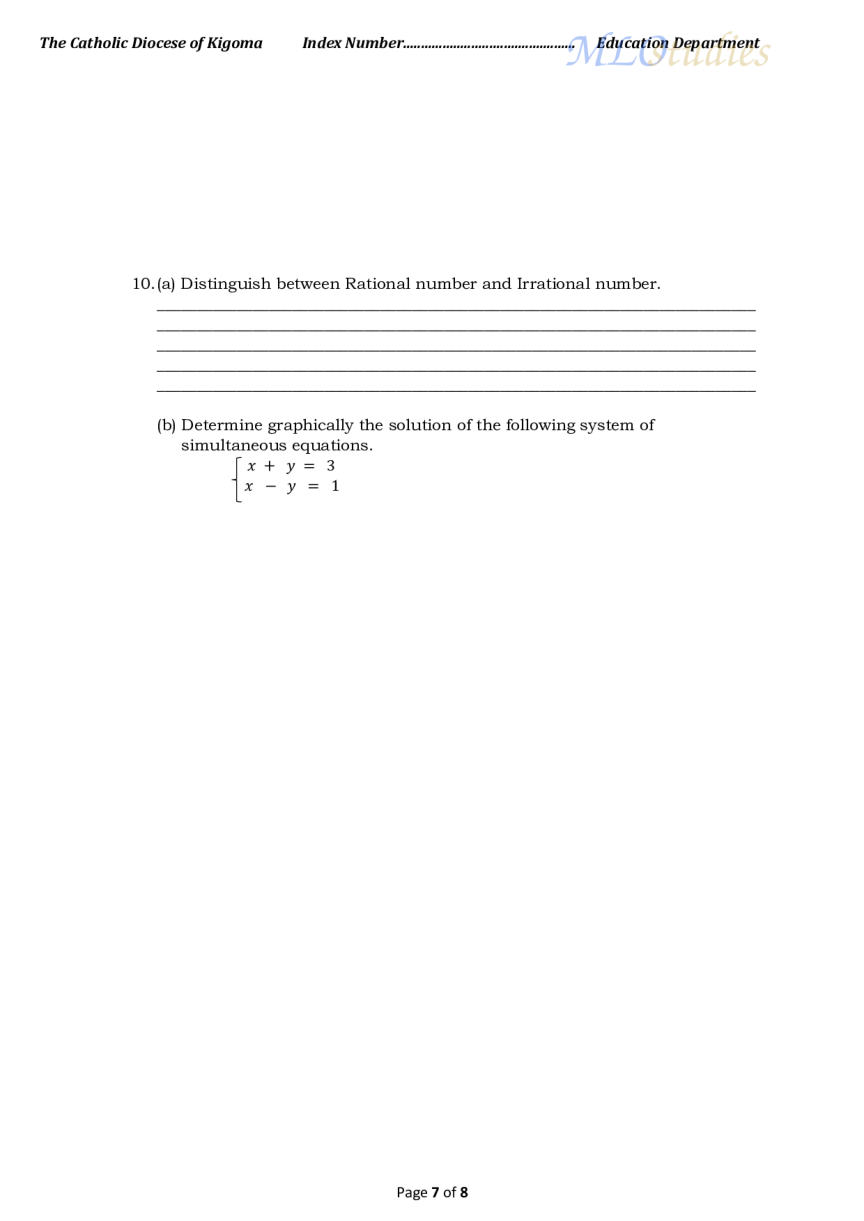 The Catholic Diocese of Kigoma Index Number................................................ Education Department
MLOstudies
10.(a) Distinguish between Rational number and Irrational number.
(b) Determine graphically the solution of the following system of
simultaneous equations.
x + y = 3
x − y = 1
Page 7 of 8